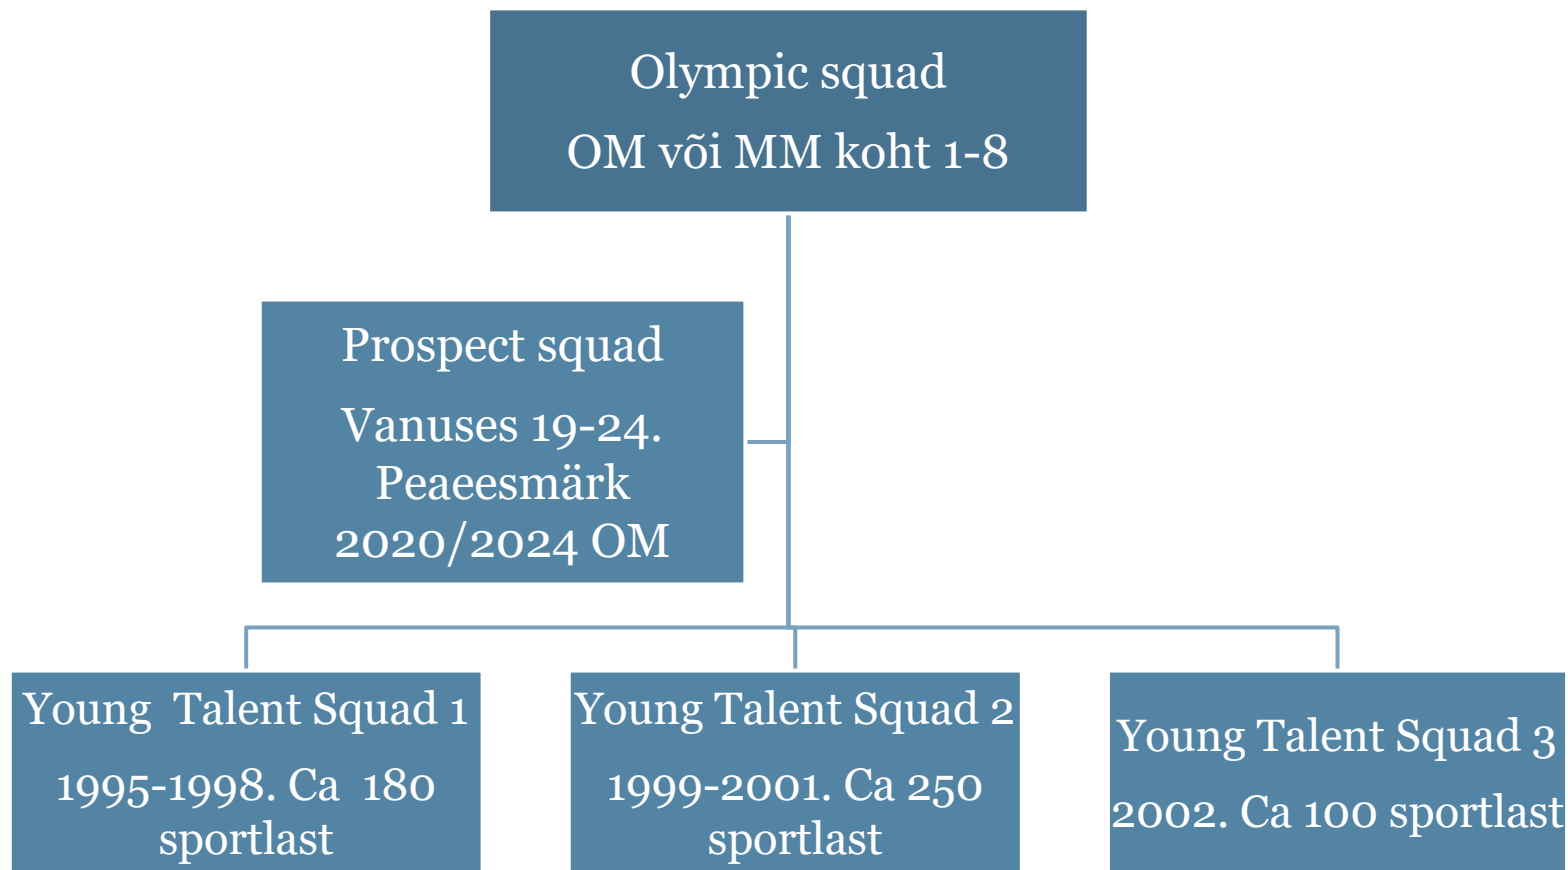 Olympic squad
OM või MM koht 1-8
Prospect squad
Vanuses 19-24.
Peaeesmärk
2020/2024 OM
Young  Talent Squad 1
1995-1998. Ca  180
sportlast
Young Talent Squad 2
1999-2001. Ca 250
sportlast
Young Talent Squad 3
2002. Ca 100 sportlast